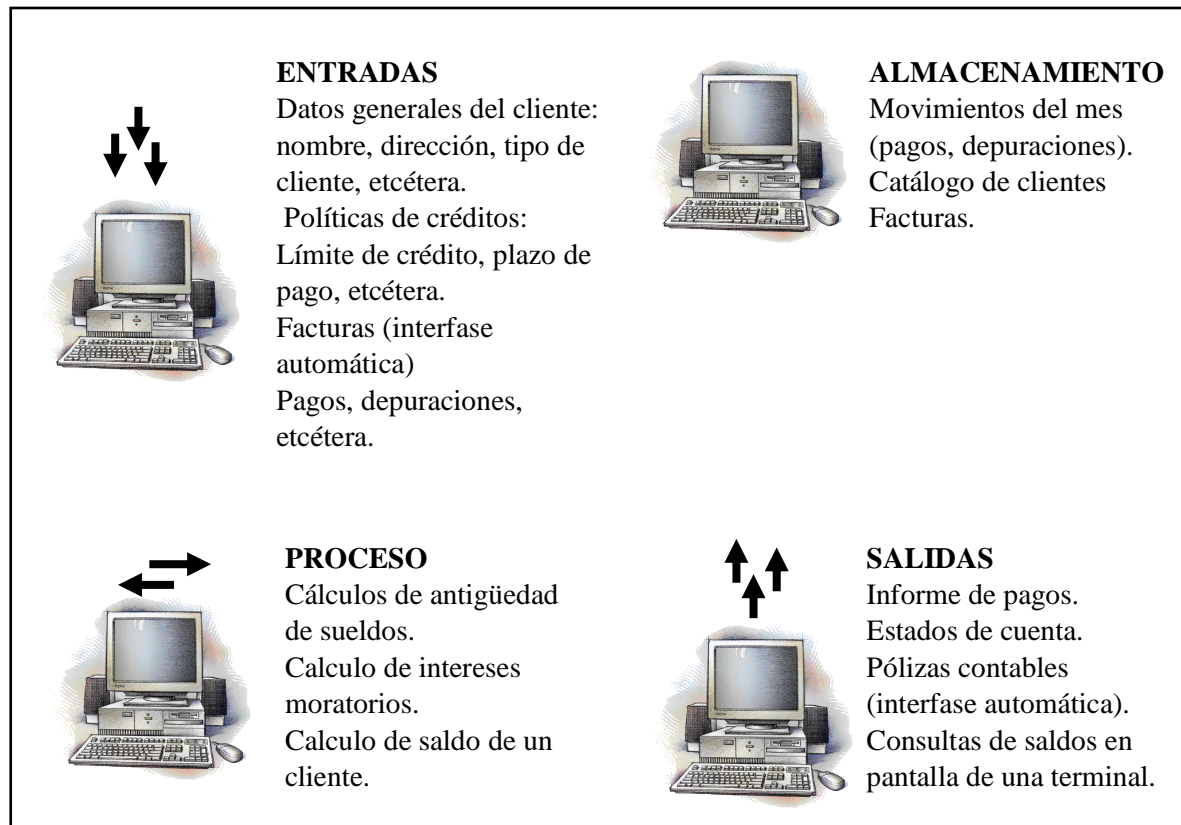 ENTRADAS
Datos generales del cliente:
nombre, dirección, tipo de
cliente, etcétera.
Políticas de créditos:
Límite de crédito, plazo de
pago, etcétera.
Facturas (interfase
automática)
Pagos, depuraciones,
etcétera.
ALMACENAMIENTO
Movimientos del mes
(pagos, depuraciones).
Catálogo de clientes
Facturas.
PROCESO
Cálculos de antigüedad
de sueldos.
Calculo de intereses
moratorios.
Calculo de saldo de un
cliente.
SALIDAS
Informe de pagos.
Estados de cuenta.
Pólizas contables
(interfase automática).
Consultas de saldos en
pantalla de una terminal.